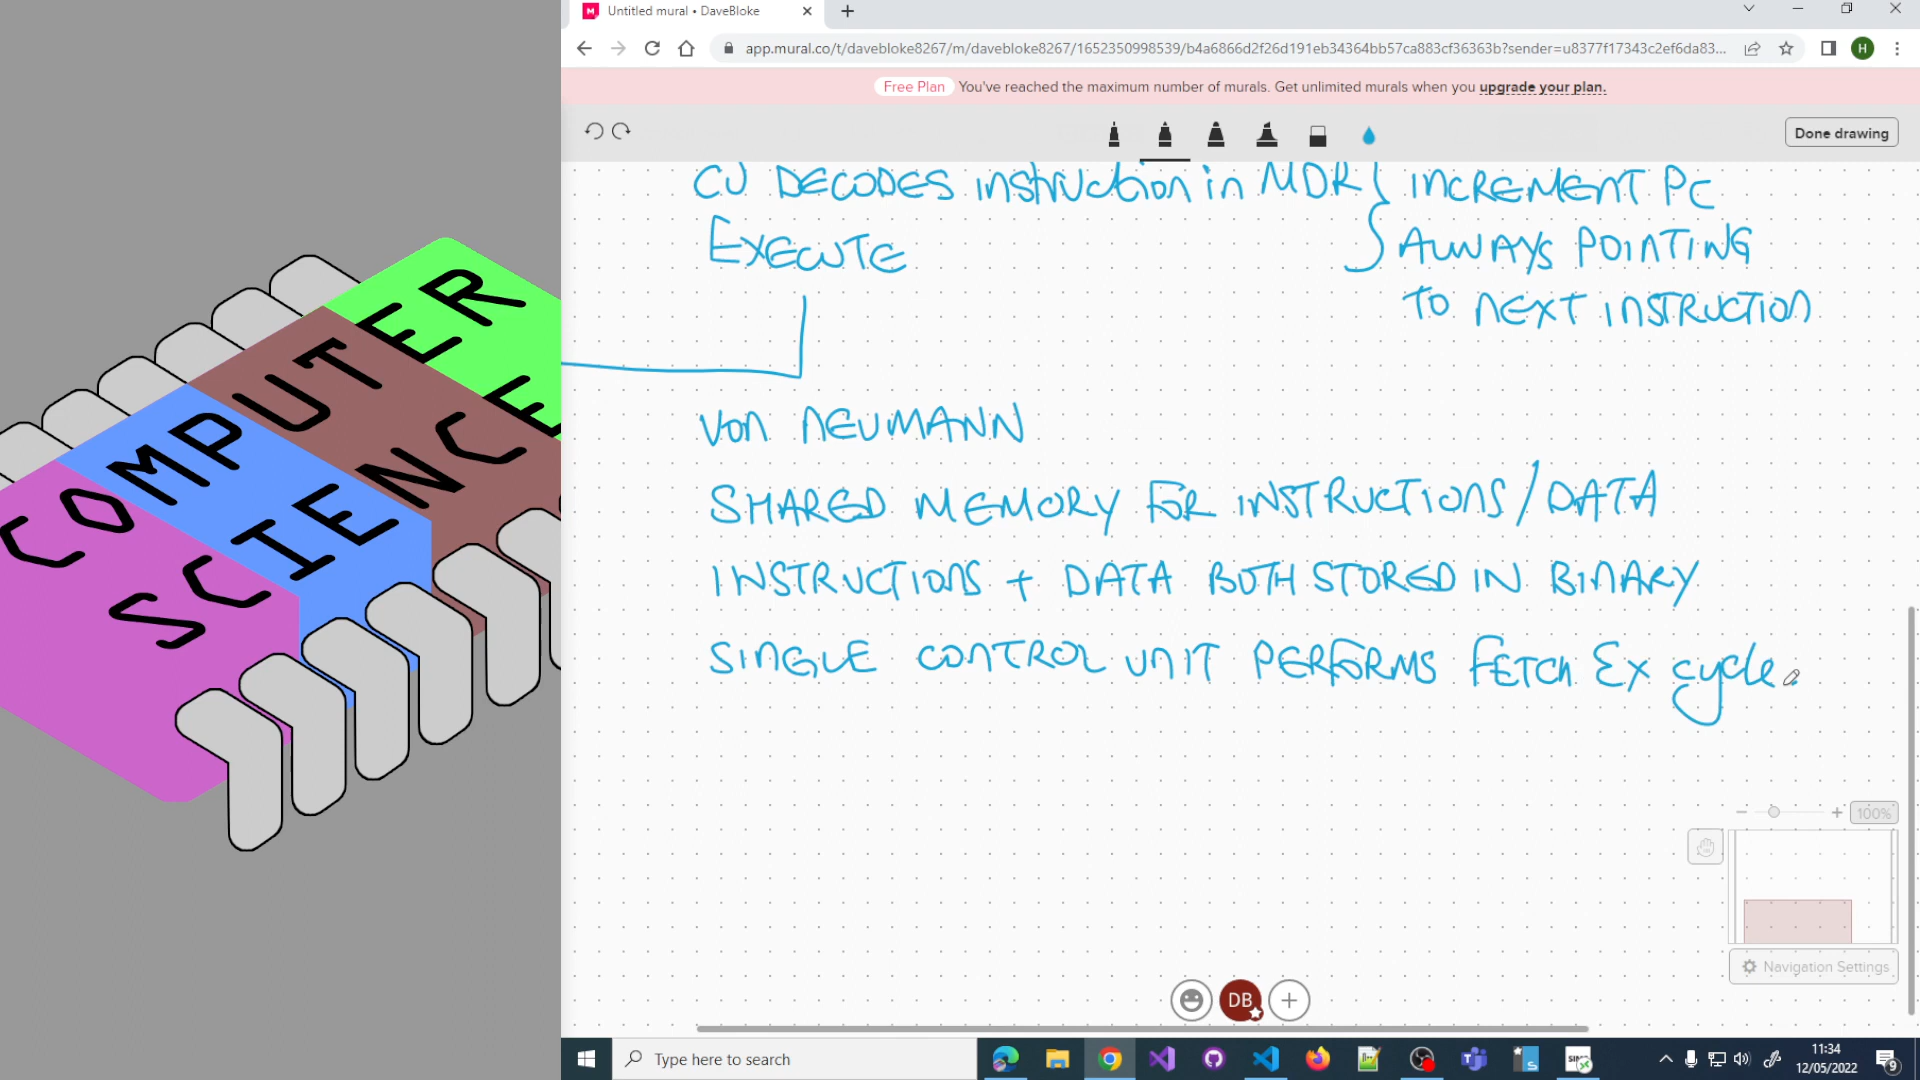 Untitled mural • DaveBloke
app.mural.co/t/davebloke8267/m/davebloke8267/1652350998539/b4a6866d2f26d191eb34364bb57ca883cf36363b?sender=u8377f17343c2ef6da83...
H
Free Plan You've reached the maximum number of murals. Get unlimited murals when you upgrade your plan.
Done drawing
CU DECODES instruction in MDR } INCREMENT PC
EXECUTE
ALWAYS POINTING
TO NEXT INSTRUCTION
VON NEUMANN
SHARED MEMORY FOR INSTRUCTIONS / DATA
INSTRUCTIONS + DATA BOTH STORED IN BINARY
SINGLE CONTROL UNIT PERFORMS FETCH Ex cycle.
COMPUTER
SCIENCE
100%
Navigation Settings
DB
Type here to search
11:34
12/05/2022
9